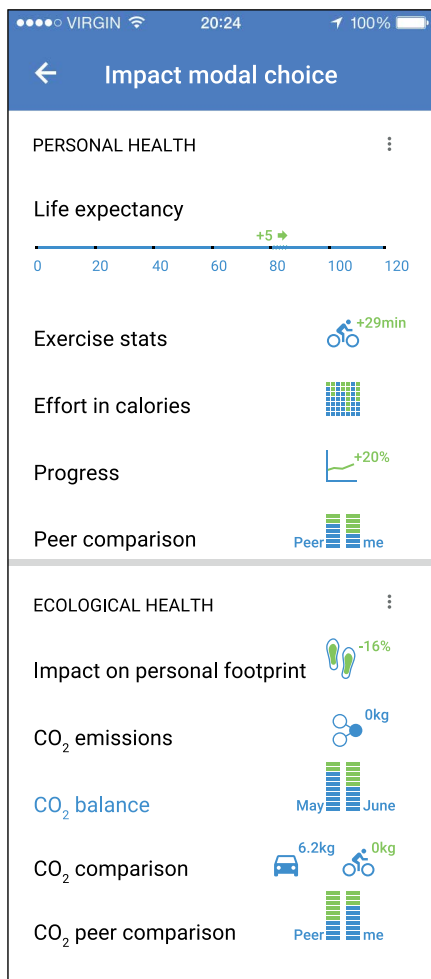 VIRGIN 20:24 100%
Impact modal choice
PERSONAL HEALTH
Life expectancy
+5
0 20 40 60 80 100 120
Exercise stats +29min
Effort in calories
Progress +20%
Peer comparison Peer me
ECOLOGICAL HEALTH
Impact on personal footprint -16%
CO₂ emissions 0kg
CO₂ balance May June
CO₂ comparison 6.2kg 0kg
CO₂ peer comparison Peer me